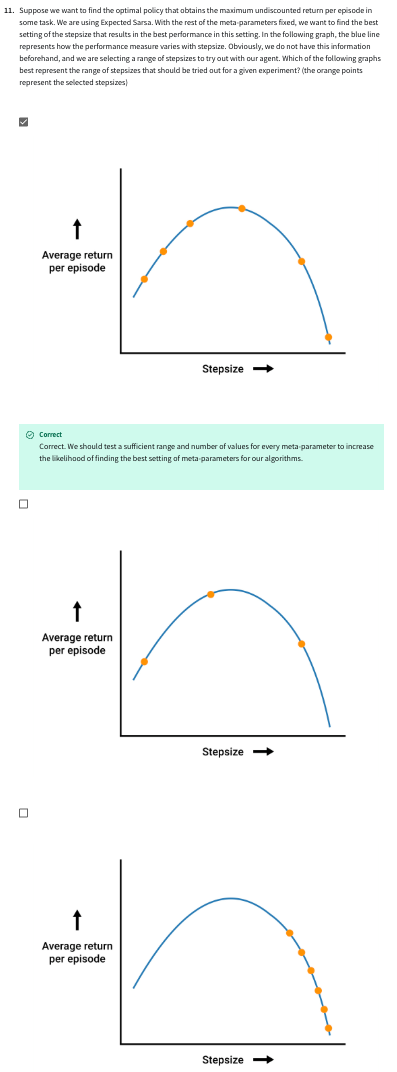 11. Suppose we want to find the optimal policy that obtains the maximum undiscounted return per episode in
some task. We are using Expected Sarsa. With the rest of the meta-parameters fixed, we want to find the best
setting of the stepsize that results in the best performance in this setting. In the following graph, the blue line
represents how the performance measure varies with stepsize. Obviously, we do not have this information
beforehand, and we are selecting a range of stepsizes to try out with our agent. Which of the following graphs
best represent the range of stepsizes that should be tried out for a given experiment? (the orange points
represent the selected stepsizes)
Average return
per episode
Stepsize
Correct
Correct. We should test a sufficient range and number of values for every meta-parameter to increase
the likelihood of finding the best setting of meta-parameters for our algorithms.
Average return
per episode
Stepsize
Average return
per episode
Stepsize